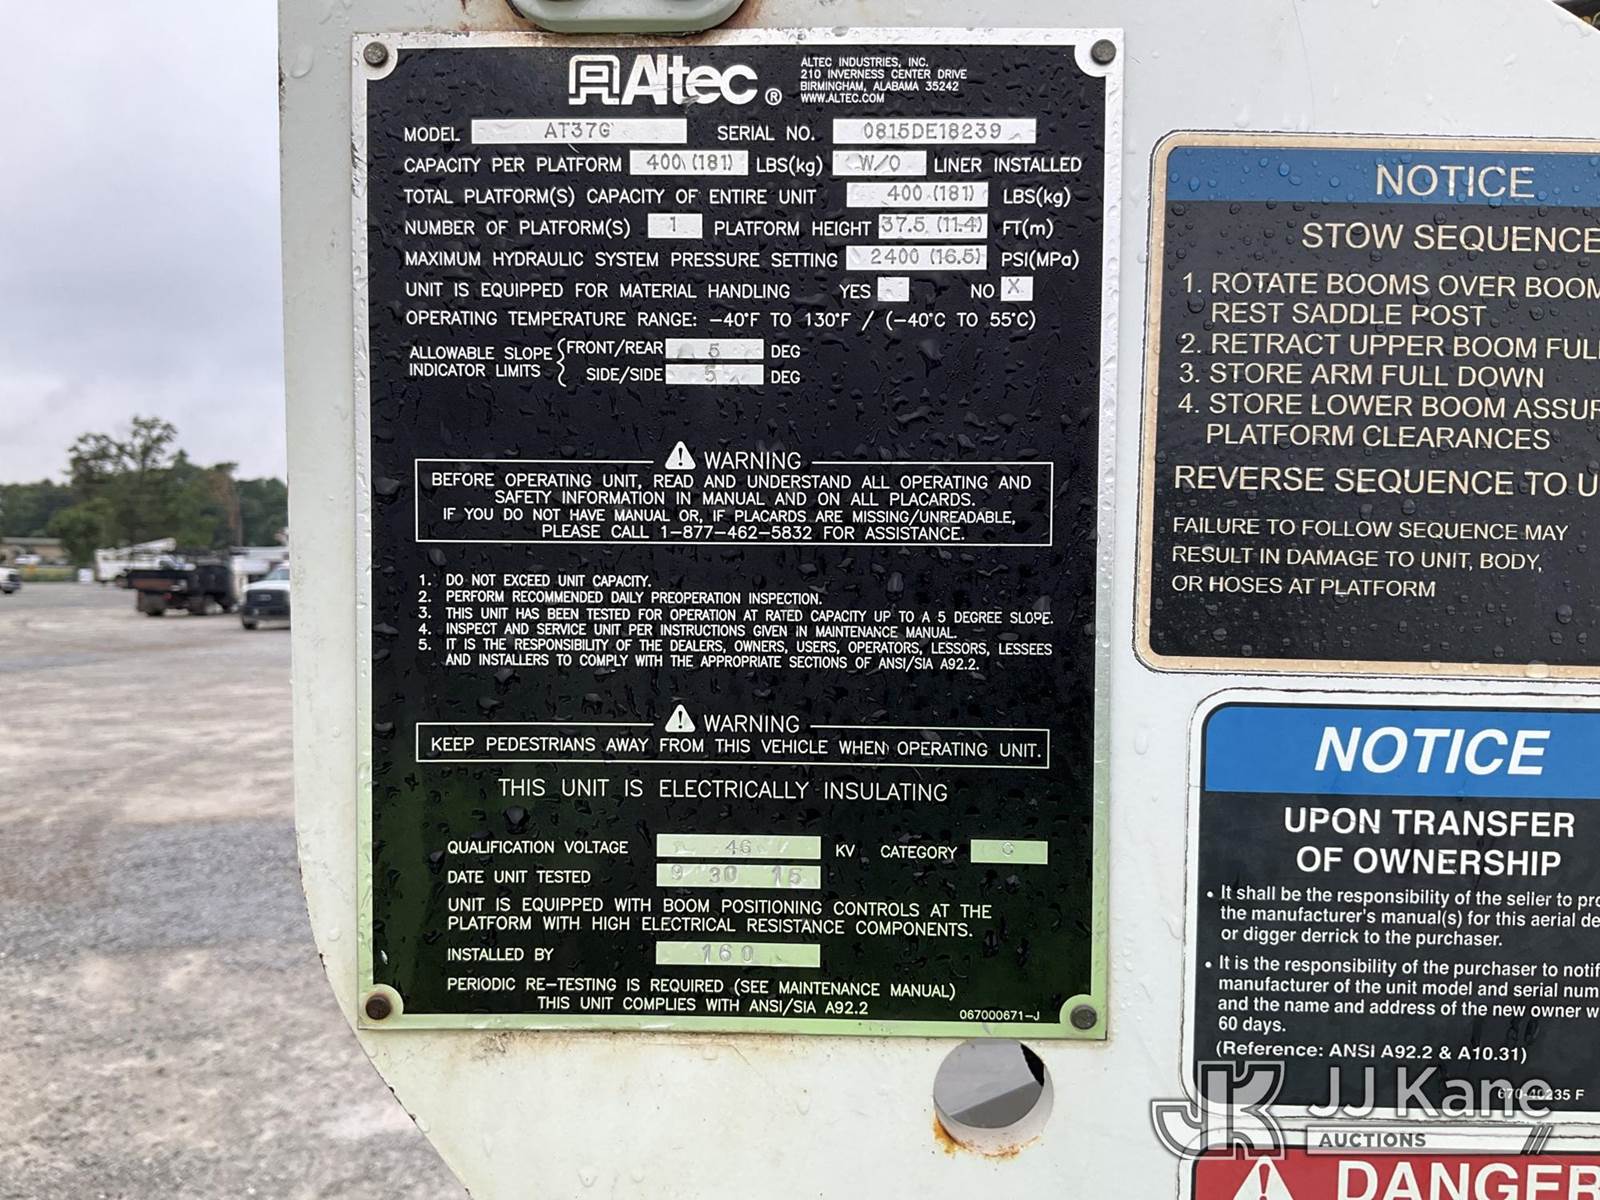 Altec®
ALTEC INDUSTRIES, INC.
210 INVERNESS CENTER DRIVE
BIRMINGHAM, ALABAMA 35242
WWW.ALTEC.COM
MODEL AT37G SERIAL NO. 0815DE18239
CAPACITY PER PLATFORM 400 (181) LBS(kg) W/O LINER INSTALLED
TOTAL PLATFORM(S) CAPACITY OF ENTIRE UNIT 400 (181) LBS(kg)
NUMBER OF PLATFORM(S) 1 PLATFORM HEIGHT 37.5 (11.4) FT(m)
MAXIMUM HYDRAULIC SYSTEM PRESSURE SETTING 2400 (16.5) PSI(MPa)
UNIT IS EQUIPPED FOR MATERIAL HANDLING YES NO X
OPERATING TEMPERATURE RANGE: -40°F TO 130°F / (-40°C TO 55°C)
ALLOWABLE SLOPE INDICATOR LIMITS
FRONT/REAR 5 DEG
SIDE/SIDE 5 DEG
WARNING
BEFORE OPERATING UNIT, READ AND UNDERSTAND ALL OPERATING AND
SAFETY INFORMATION IN MANUAL AND ON ALL PLACARDS.
IF YOU DO NOT HAVE MANUAL OR, IF PLACARDS ARE MISSING/UNREADABLE,
PLEASE CALL 1-877-462-5832 FOR ASSISTANCE.
1. DO NOT EXCEED UNIT CAPACITY.
2. PERFORM RECOMMENDED DAILY PREOPERATION INSPECTION.
3. THIS UNIT HAS BEEN TESTED FOR OPERATION AT RATED CAPACITY UP TO A 5 DEGREE SLOPE.
4. INSPECT AND SERVICE UNIT PER INSTRUCTIONS GIVEN IN MAINTENANCE MANUAL.
5. IT IS THE RESPONSIBILITY OF THE DEALERS, OWNERS, USERS, OPERATORS, LESSORS, LESSEES
AND INSTALLERS TO COMPLY WITH THE APPROPRIATE SECTIONS OF ANSI/SIA A92.2.
WARNING
KEEP PEDESTRIANS AWAY FROM THIS VEHICLE WHEN OPERATING UNIT.
THIS UNIT IS ELECTRICALLY INSULATING
QUALIFICATION VOLTAGE 46 KV CATEGORY C
DATE UNIT TESTED 9 30 15
UNIT IS EQUIPPED WITH BOOM POSITIONING CONTROLS AT THE
PLATFORM WITH HIGH ELECTRICAL RESISTANCE COMPONENTS.
INSTALLED BY 160
PERIODIC RE-TESTING IS REQUIRED (SEE MAINTENANCE MANUAL)
THIS UNIT COMPLIES WITH ANSI/SIA A92.2
067000671-J
NOTICE
STOW SEQUENCE
1. ROTATE BOOMS OVER BOOM
REST SADDLE POST
2. RETRACT UPPER BOOM FUL
3. STORE ARM FULL DOWN
4. STORE LOWER BOOM ASSUR
PLATFORM CLEARANCES
REVERSE SEQUENCE TO U
FAILURE TO FOLLOW SEQUENCE MAY
RESULT IN DAMAGE TO UNIT, BODY,
OR HOSES AT PLATFORM
NOTICE
UPON TRANSFER
OF OWNERSHIP
• It shall be the responsibility of the seller to pro
the manufacturer's manual(s) for this aerial de
or digger derrick to the purchaser.
• It is the responsibility of the purchaser to notif
manufacturer of the unit model and serial num
and the name and address of the new owner w
60 days.
(Reference: ANSI A92.2 & A10.31)
670-40235 F
JJ Kane
AUCTIONS
DANGER